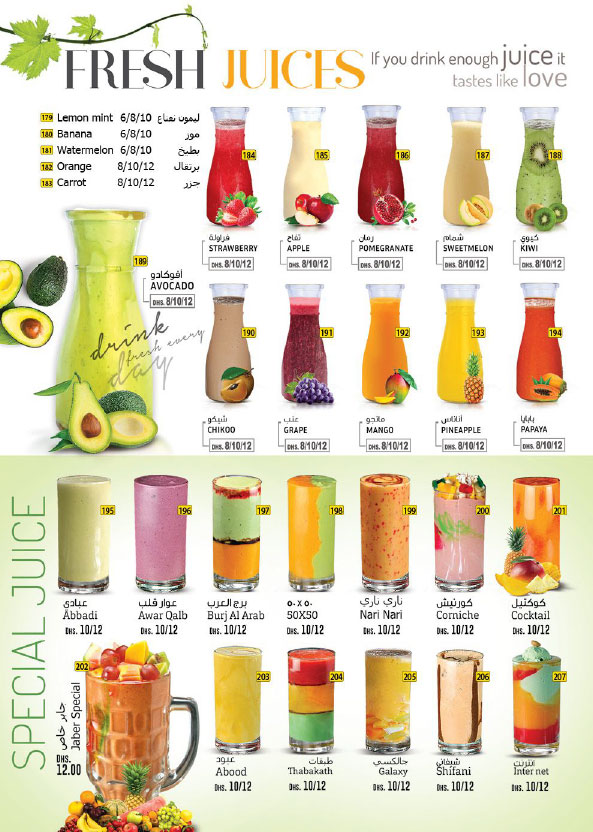 FRESH JUICES
If you drink enough juice it
tastes like love
179 Lemon mint 6/8/10 ليمون نعناع
180 Banana 6/8/10 موز
181 Watermelon 6/8/10 بطيخ
182 Orange 8/10/12 برتقال
183 Carrot 8/10/12 جزر
184 185 186 187 188
فراولة تفاح رمان شمام كيوي
STRAWBERRY APPLE POMEGRANATE SWEETMELON KIWI
DHS. 8/10/12 DHS. 8/10/12 DHS. 8/10/12 DHS. 8/10/12 DHS. 8/10/12
189
أفوكادو
AVOCADO
DHS. 8/10/12
drink
fresh every
day
190 191 192 193 194
شيكو عنب مانجو أناناس بابايا
CHIKOO GRAPE MANGO PINEAPPLE PAPAYA
DHS. 8/10/12 DHS. 8/10/12 DHS. 8/10/12 DHS. 8/10/12 DHS. 8/10/12
SPECIAL JUICE
195 196 197 198 199 200 201
عبادي عوار قلب برج العرب ٥٠ x ٥٠ ناري ناري كورنيش كوكتيل
Abbadi Awar Qalb Burj Al Arab 50X50 Nari Nari Corniche Cocktail
DHS. 10/12 DHS. 10/12 DHS. 10/12 DHS. 10/12 DHS. 10/12 DHS. 10/12 DHS. 10/12
202
جابر خاص
Jaber Special
DHS.
12.00
203 204 205 206 207
عبود طبقات جالكسي شيفاني انترنت
Abood Thabakath Galaxy Shifani Inter net
DHS. 10/12 DHS. 10/12 DHS. 10/12 DHS. 10/12 DHS. 10/12